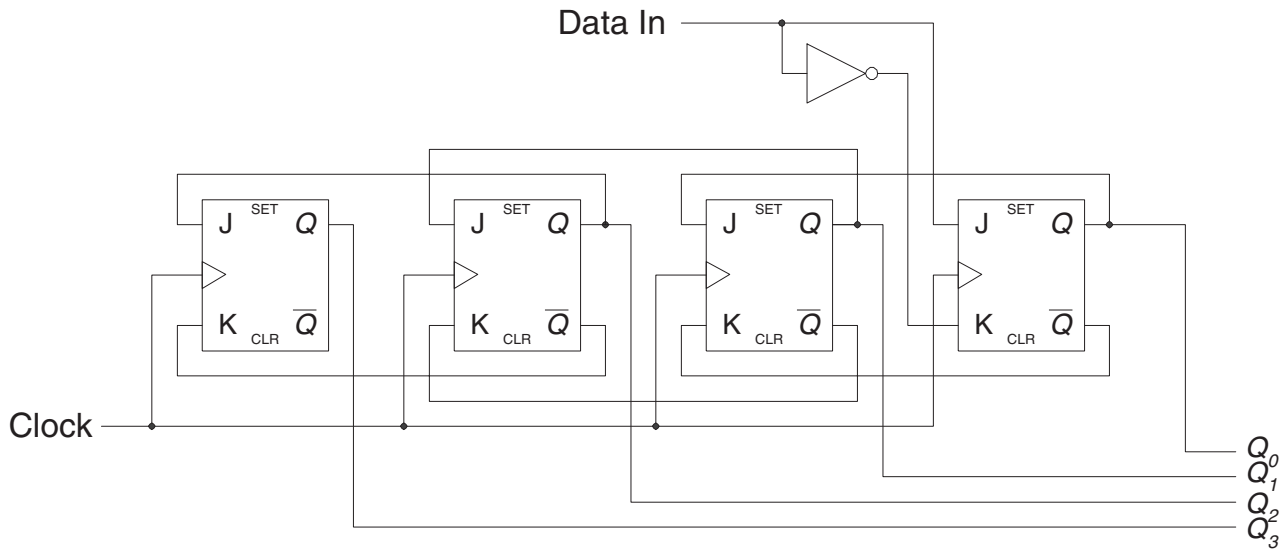 Data In
SET SET SET SET
J Q J Q J Q J Q
K Q̅ K Q̅ K Q̅ K Q̅
CLR CLR CLR CLR
Clock
Q₀
Q₁
Q₂
Q₃